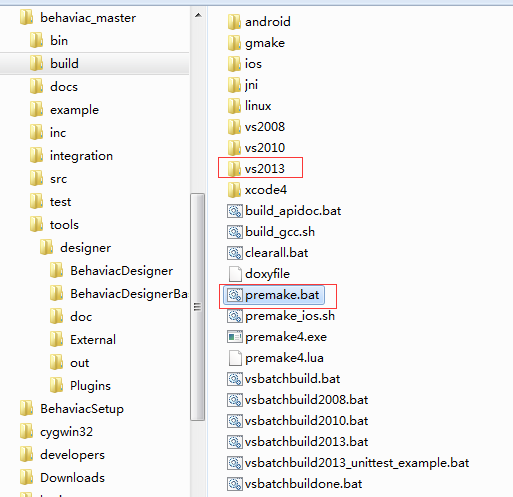 behaviac_master
bin
build
docs
example
inc
integration
src
test
tools
designer
BehaviacDesigner
BehaviacDesignerBa
doc
External
out
Plugins
BehaviacSetup
cygwin32
developers
Downloads
android
gmake
ios
jni
linux
vs2008
vs2010
vs2013
xcode4
build_apidoc.bat
build_gcc.sh
clearall.bat
doxyfile
premake.bat
premake_ios.sh
premake4.exe
premake4.lua
vsbatchbuild.bat
vsbatchbuild2008.bat
vsbatchbuild2010.bat
vsbatchbuild2013.bat
vsbatchbuild2013_unittest_example.bat
vsbatchbuildone.bat